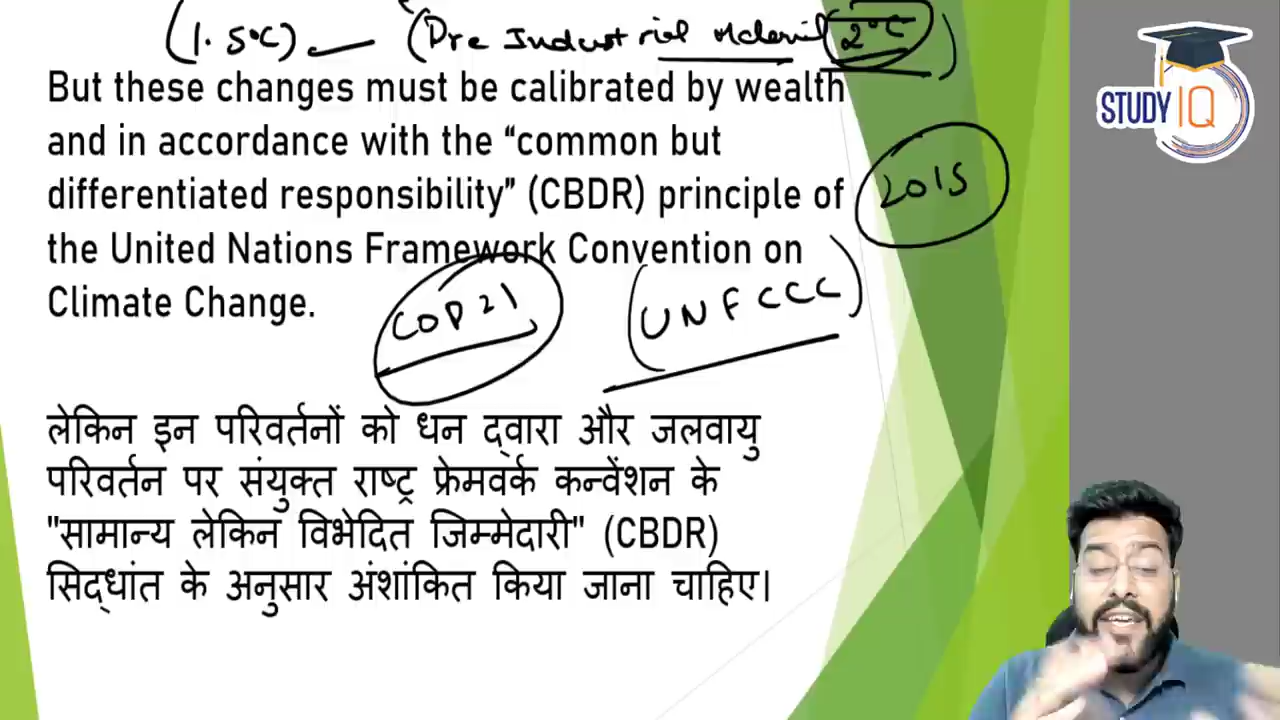 (1.5°C) (Pre Industrial 2°C)
But these changes must be calibrated by wealth
and in accordance with the “common but
differentiated responsibility” (CBDR) principle of
the United Nations Framework Convention on
Climate Change.
2015
COP21
(UNFCCC)
लेकिन इन परिवर्तनों को धन द्वारा और जलवायु
परिवर्तन पर संयुक्त राष्ट्र फ्रेमवर्क कन्वेंशन के
"सामान्य लेकिन विभेदित जिम्मेदारी" (CBDR)
सिद्धांत के अनुसार अंशांकित किया जाना चाहिए।
STUDY IQ